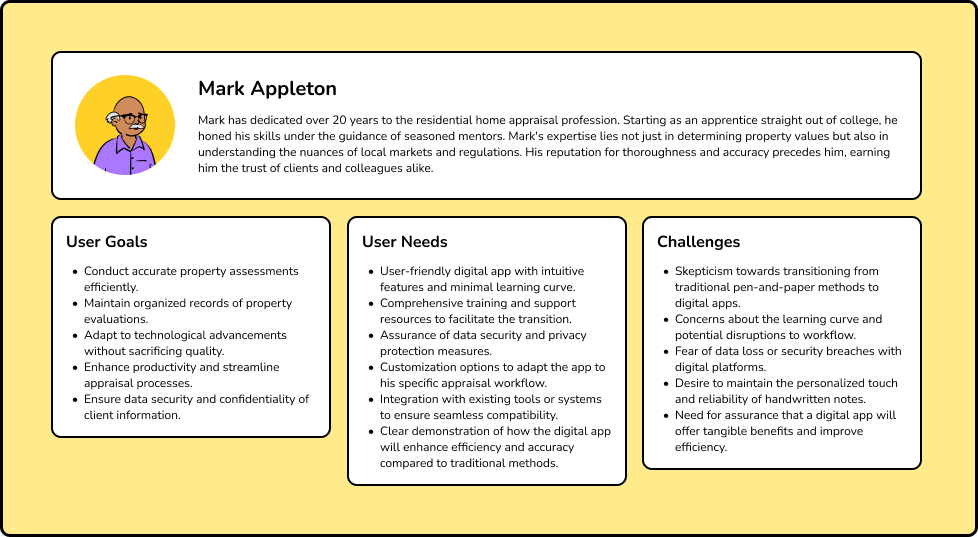 Mark Appleton
Mark has dedicated over 20 years to the residential home appraisal profession. Starting as an apprentice straight out of college, he
honed his skills under the guidance of seasoned mentors. Mark's expertise lies not just in determining property values but also in
understanding the nuances of local markets and regulations. His reputation for thoroughness and accuracy precedes him, earning
him the trust of clients and colleagues alike.
User Goals
• Conduct accurate property assessments
efficiently.
• Maintain organized records of property
evaluations.
• Adapt to technological advancements
without sacrificing quality.
• Enhance productivity and streamline
appraisal processes.
• Ensure data security and confidentiality of
client information.
User Needs
• User-friendly digital app with intuitive
features and minimal learning curve.
• Comprehensive training and support
resources to facilitate the transition.
• Assurance of data security and privacy
protection measures.
• Customization options to adapt the app to
his specific appraisal workflow.
• Integration with existing tools or systems
to ensure seamless compatibility.
• Clear demonstration of how the digital app
will enhance efficiency and accuracy
compared to traditional methods.
Challenges
• Skepticism towards transitioning from
traditional pen-and-paper methods to
digital apps.
• Concerns about the learning curve and
potential disruptions to workflow.
• Fear of data loss or security breaches with
digital platforms.
• Desire to maintain the personalized touch
and reliability of handwritten notes.
• Need for assurance that a digital app will
offer tangible benefits and improve
efficiency.